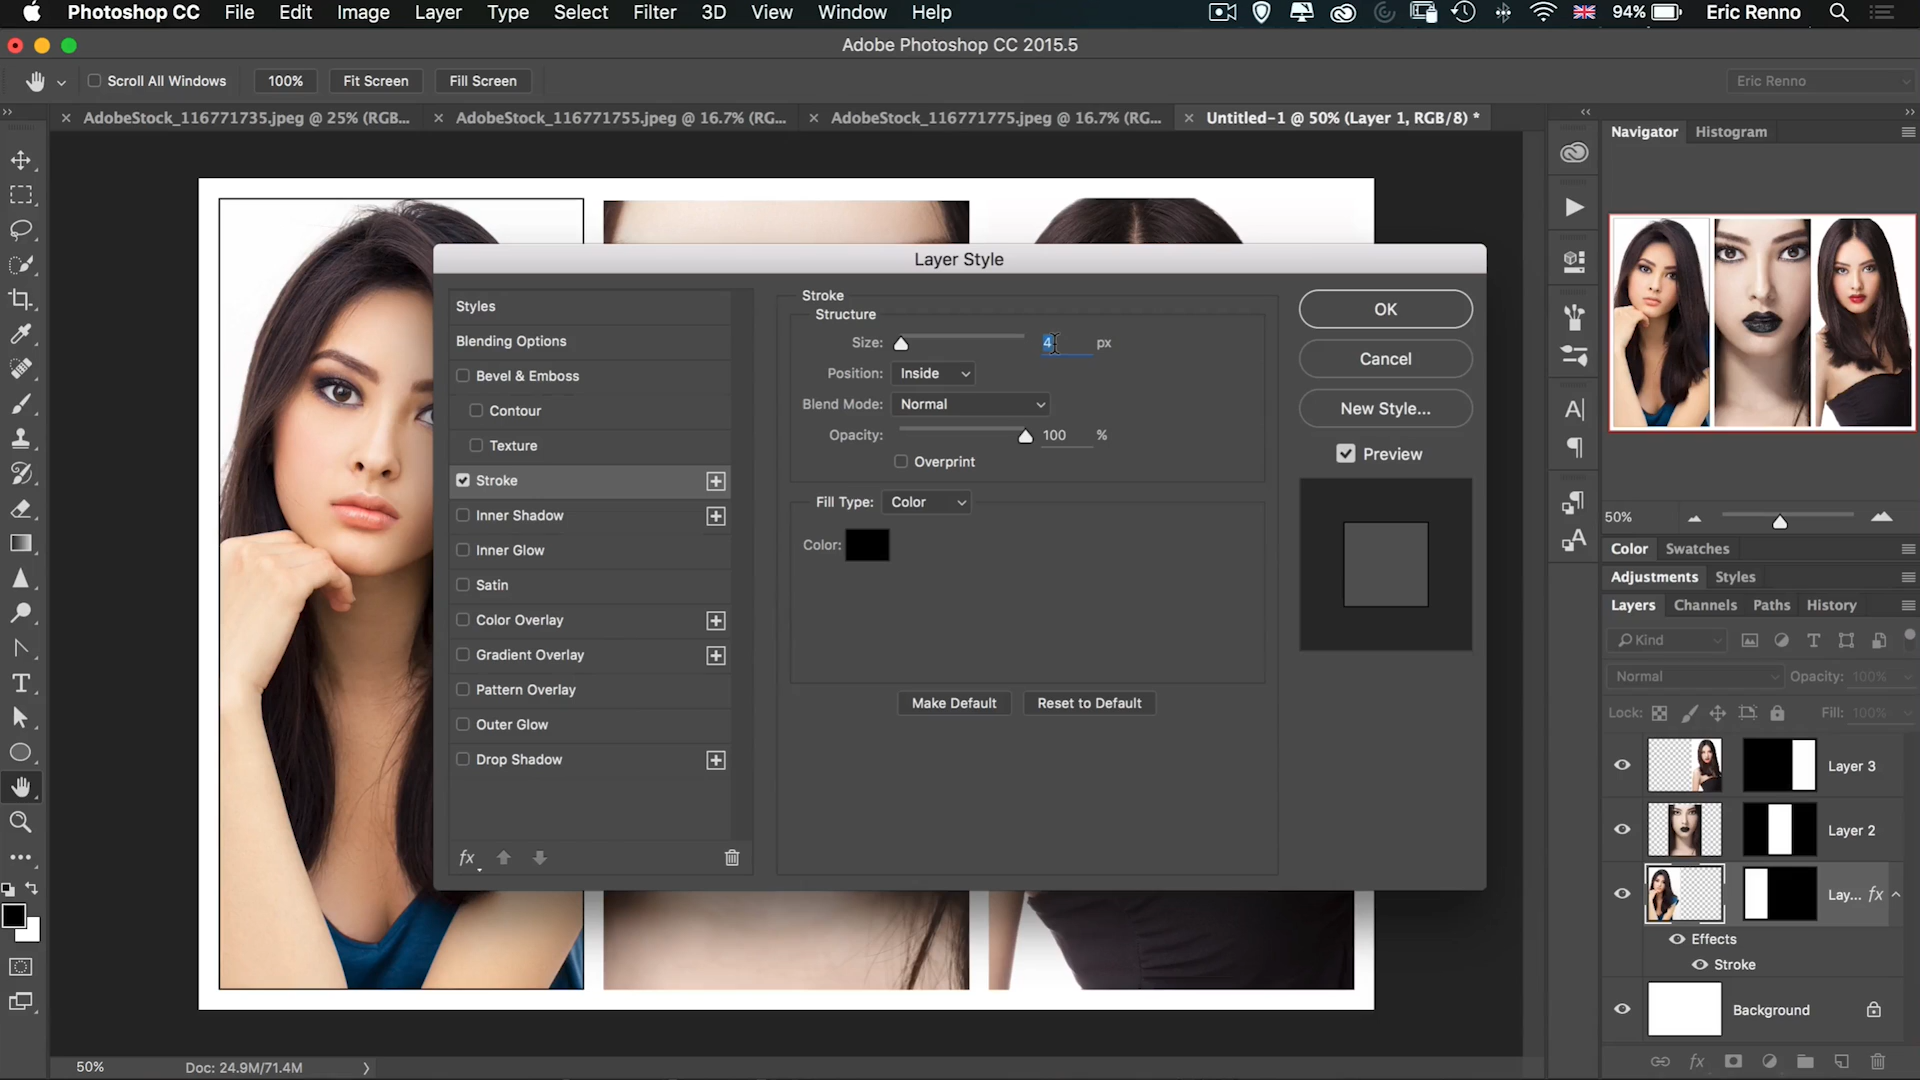 Photoshop CC File Edit Image Layer Type Select Filter 3D View Window Help 94% Eric Renno
Adobe Photoshop CC 2015.5
Scroll All Windows 100% Fit Screen Fill Screen Eric Renno
AdobeStock_116771735.jpeg @ 25% (RGB... AdobeStock_116771755.jpeg @ 16.7% (RG... AdobeStock_116771775.jpeg @ 16.7% (RG... Untitled-1 @ 50% (Layer 1, RGB/8) *
Navigator Histogram
Layer Style
Styles
Blending Options
Bevel & Emboss
Contour
Texture
Stroke
Inner Shadow
Inner Glow
Satin
Color Overlay
Gradient Overlay
Pattern Overlay
Outer Glow
Drop Shadow
fx
Stroke
Structure
Size: 4 px
Position: Inside
Blend Mode: Normal
Opacity: 100 %
Overprint
Fill Type: Color
Color:
Make Default Reset to Default
OK
Cancel
New Style...
Preview
50%
Color Swatches
Adjustments Styles
Layers Channels Paths History
Kind
Normal Opacity: 100%
Lock: Fill: 100%
Layer 3
Layer 2
Lay... fx
Effects
Stroke
Background
fx
50% Doc: 24.9M/71.4M